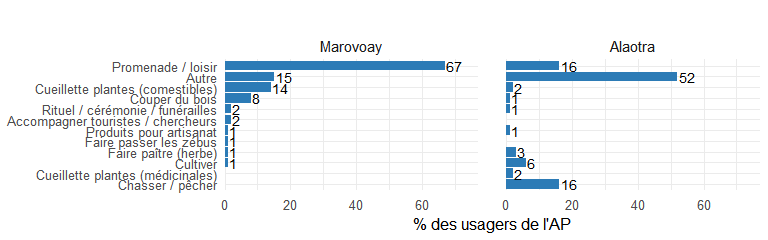 Marovoay Alaotra
Promenade / loisir 67 16
Autre 15 52
Cueillette plantes (comestibles) 14 2
Couper du bois 8 1
Rituel / cérémonie / funérailles 2 1
Accompagner touristes / chercheurs 2
Produits pour artisanat 1 1
Faire passer les zébus 1
Faire paître (herbe) 1 3
Cultiver 1 6
Cueillette plantes (médicinales) 2
Chasser / pêcher 16
0 20 40 60 0 20 40 60
% des usagers de l'AP